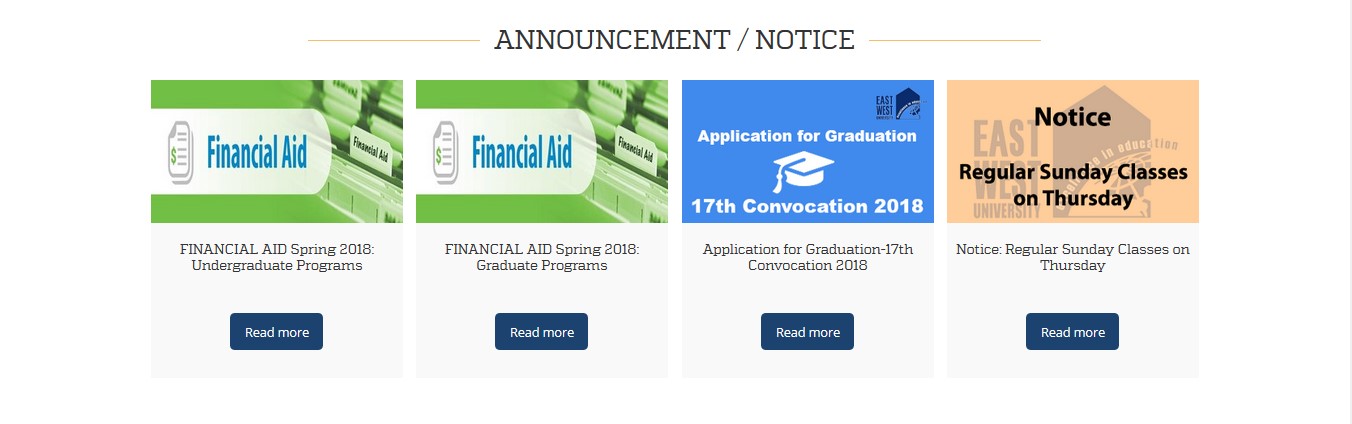 ANNOUNCEMENT / NOTICE
Financial Aid
Financial Aid
FINANCIAL AID Spring 2018:
Undergraduate Programs
Read more
Financial Aid
Financial Aid
FINANCIAL AID Spring 2018:
Graduate Programs
Read more
EAST
WEST
UNIVERSITY
Application for Graduation
17th Convocation 2018
Application for Graduation-17th
Convocation 2018
Read more
EAST
WEST
UNIVERSITY
in education
Notice
Regular Sunday Classes
on Thursday
Notice: Regular Sunday Classes on
Thursday
Read more